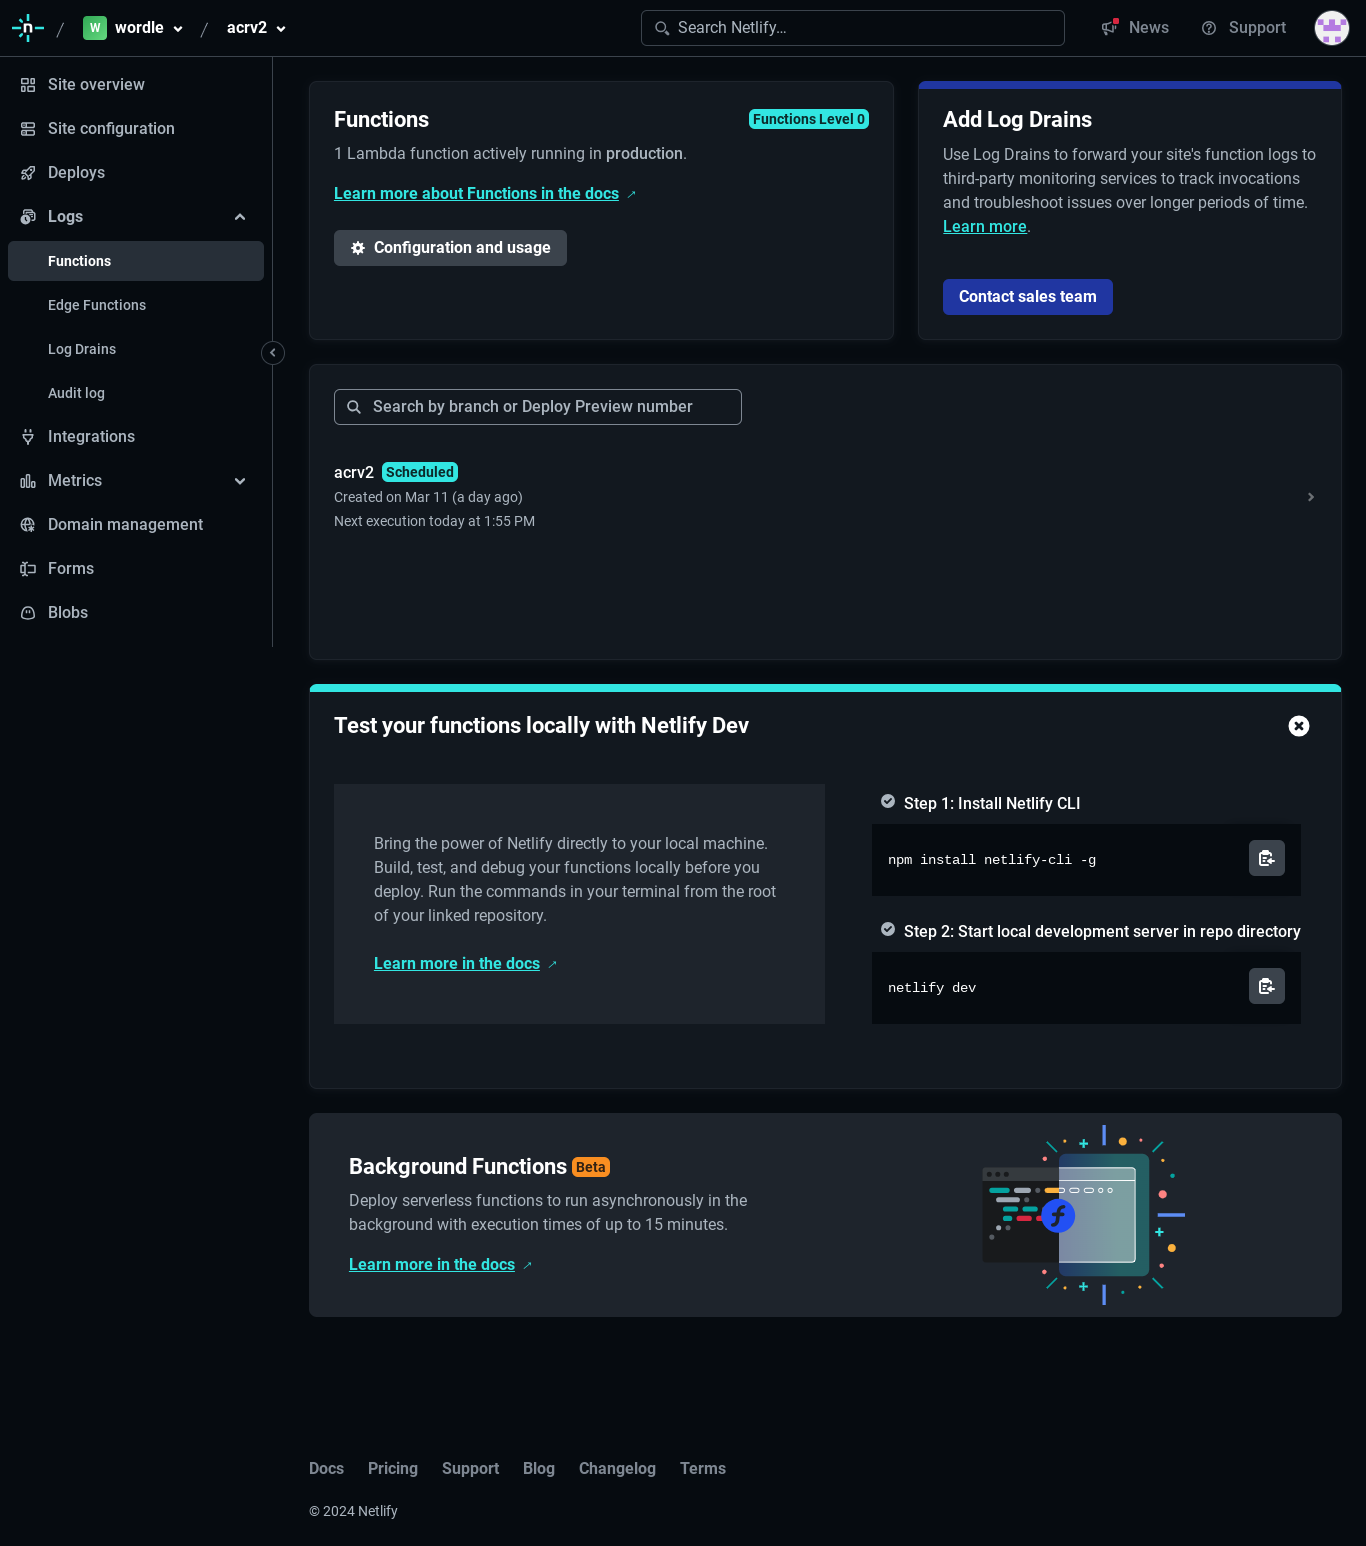 n / W wordle / acrv2 Search Netlify... News Support
Site overview
Site configuration
Deploys
Logs
Functions
Edge Functions
Log Drains
Audit log
Integrations
Metrics
Domain management
Forms
Blobs
Functions Functions Level 0
1 Lambda function actively running in production.
Learn more about Functions in the docs →
Configuration and usage
Add Log Drains
Use Log Drains to forward your site's function logs to
third-party monitoring services to track invocations
and troubleshoot issues over longer periods of time.
Learn more.
Contact sales team
Search by branch or Deploy Preview number
acrv2 Scheduled
Created on Mar 11 (a day ago)
Next execution today at 1:55 PM
Test your functions locally with Netlify Dev
Bring the power of Netlify directly to your local machine.
Build, test, and debug your functions locally before you
deploy. Run the commands in your terminal from the root
of your linked repository.
Learn more in the docs →
Step 1: Install Netlify CLI
npm install netlify-cli -g
Step 2: Start local development server in repo directory
netlify dev
Background Functions Beta
Deploy serverless functions to run asynchronously in the
background with execution times of up to 15 minutes.
Learn more in the docs →
f
Docs Pricing Support Blog Changelog Terms
© 2024 Netlify